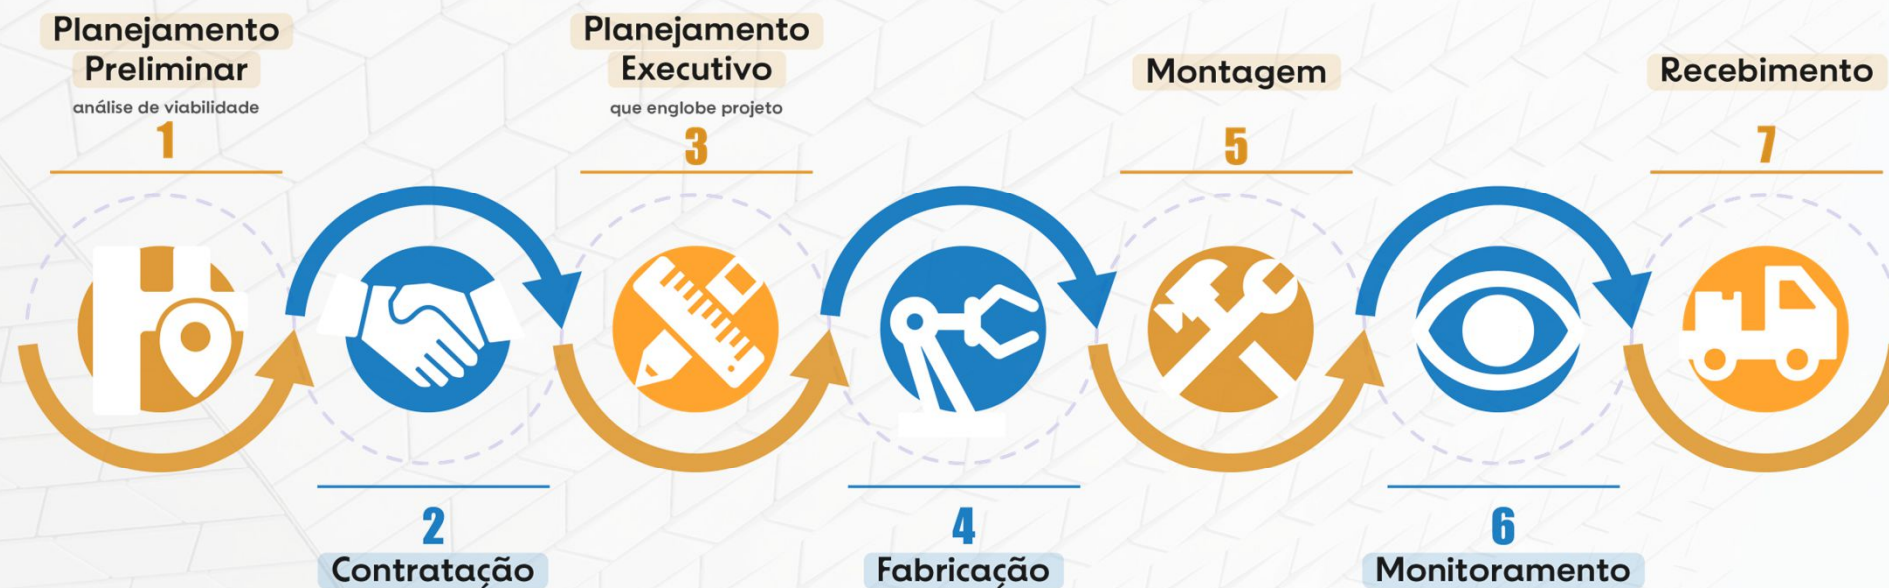 Planejamento
Preliminar
análise de viabilidade
1
2
Contratação
Planejamento
Executivo
que englobe projeto
3
4
Fabricação
Montagem
5
6
Monitoramento
Recebimento
7